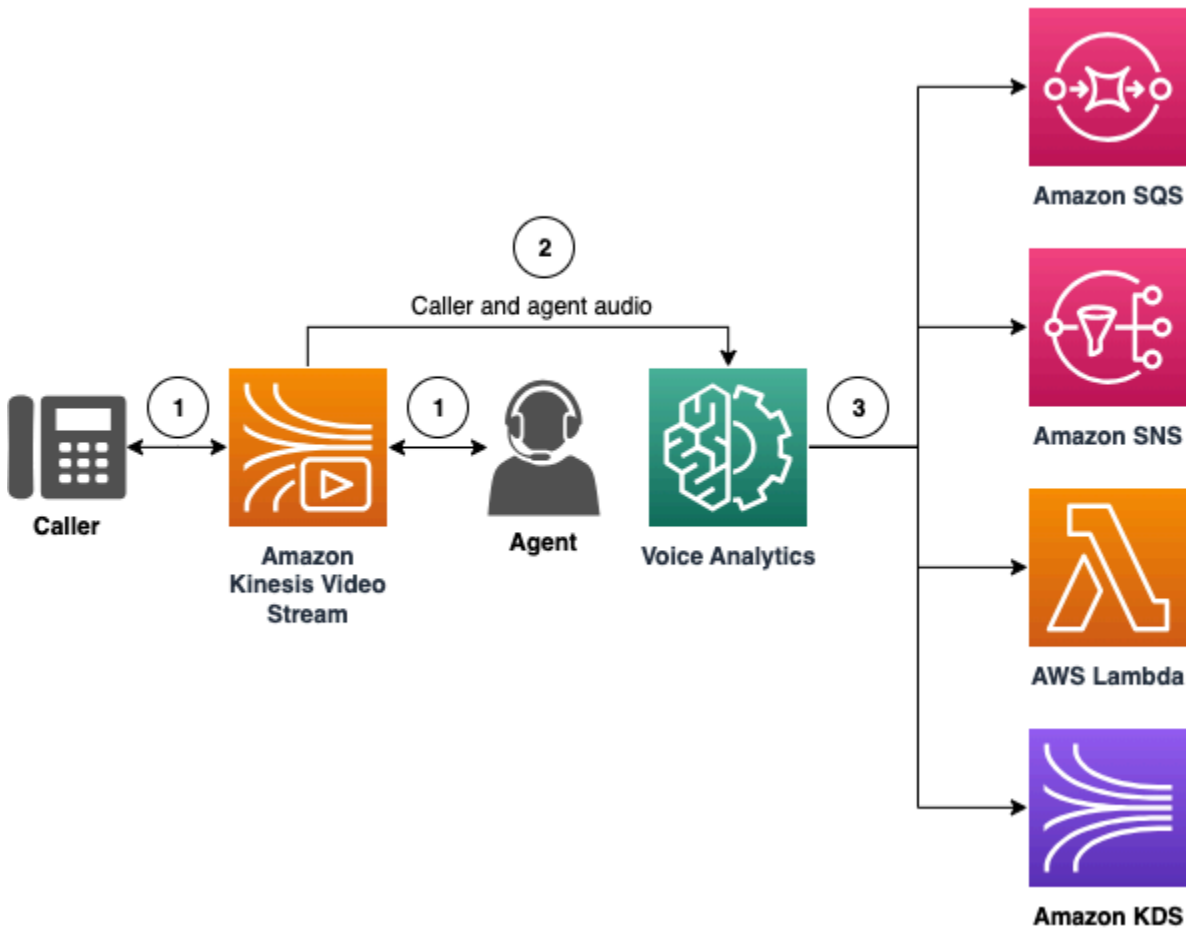 Amazon SQS
2
Caller and agent audio
Amazon SNS
1
1
3
Caller
Amazon
Kinesis Video
Stream
Agent
Voice Analytics
AWS Lambda
Amazon KDS